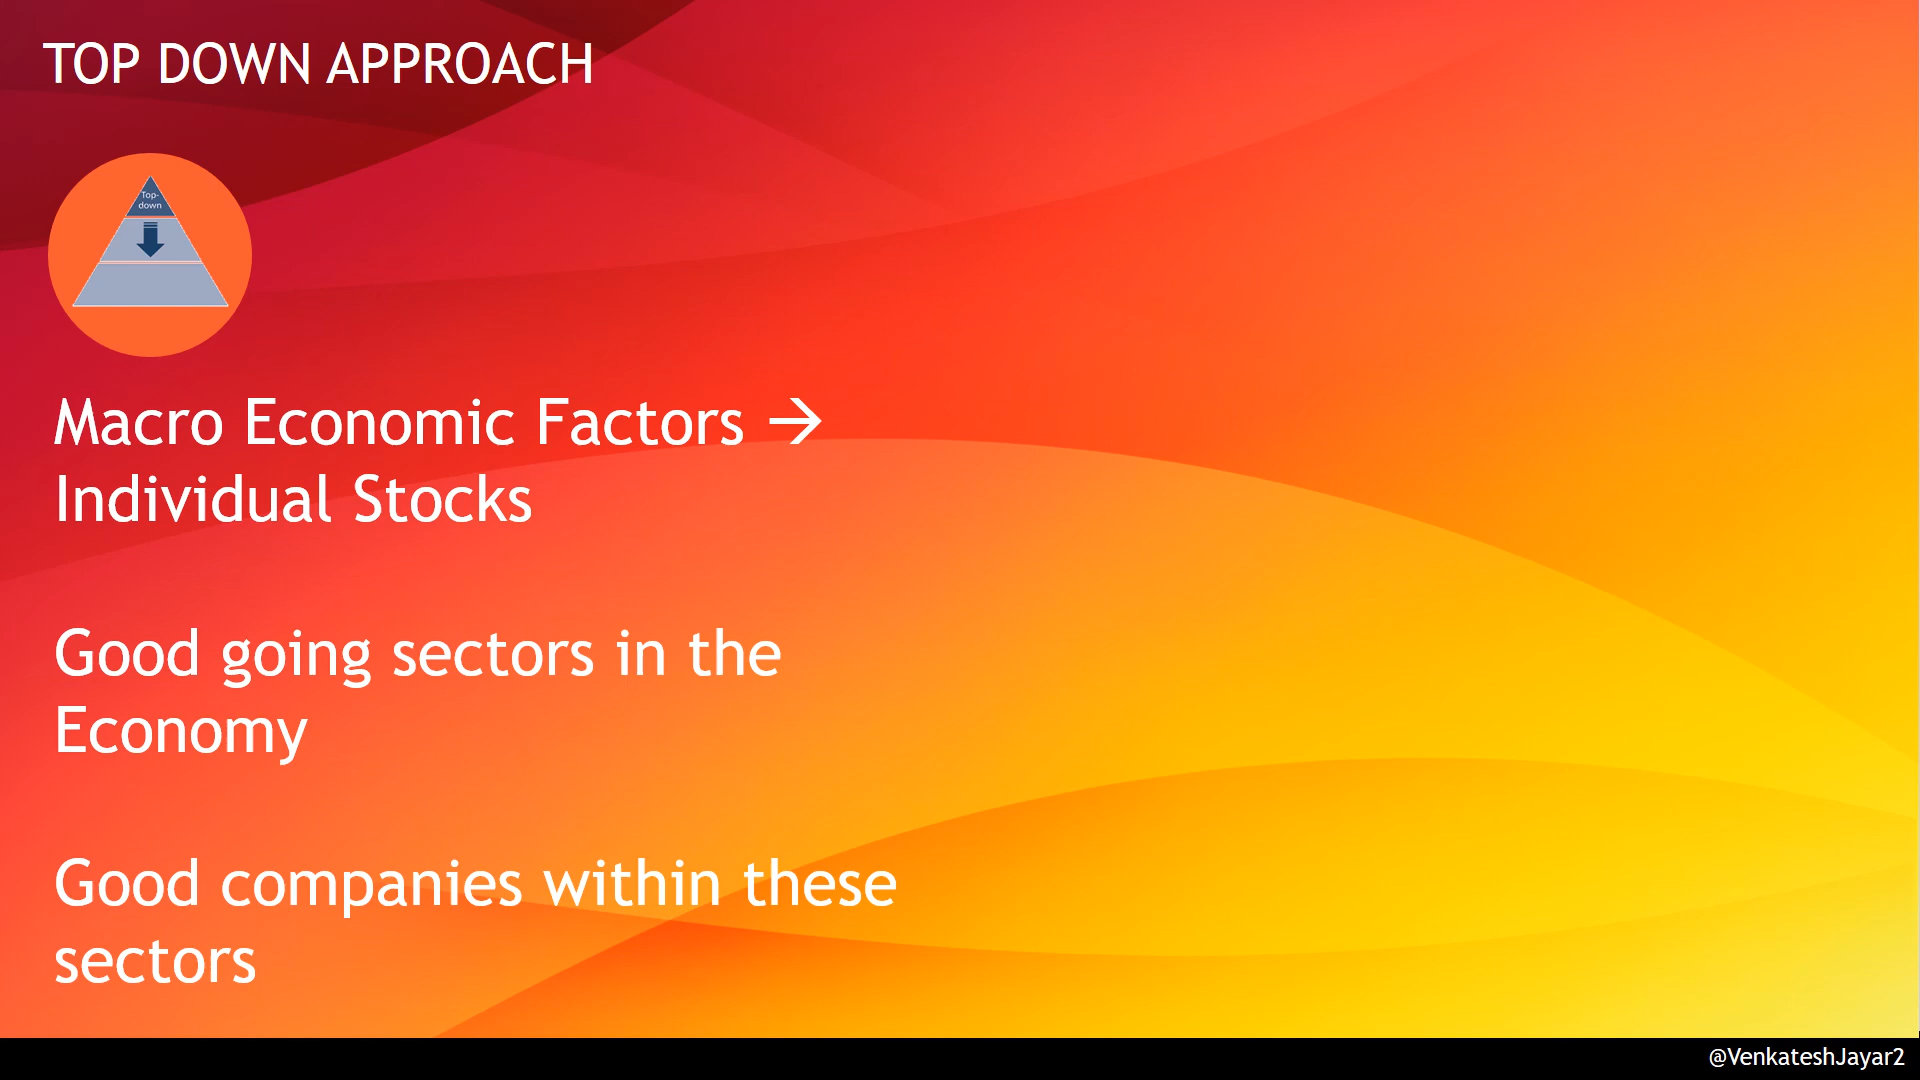 TOP DOWN APPROACH
Top-
down
Macro Economic Factors →
Individual Stocks
Good going sectors in the
Economy
Good companies within these
sectors
@VenkateshJayar2